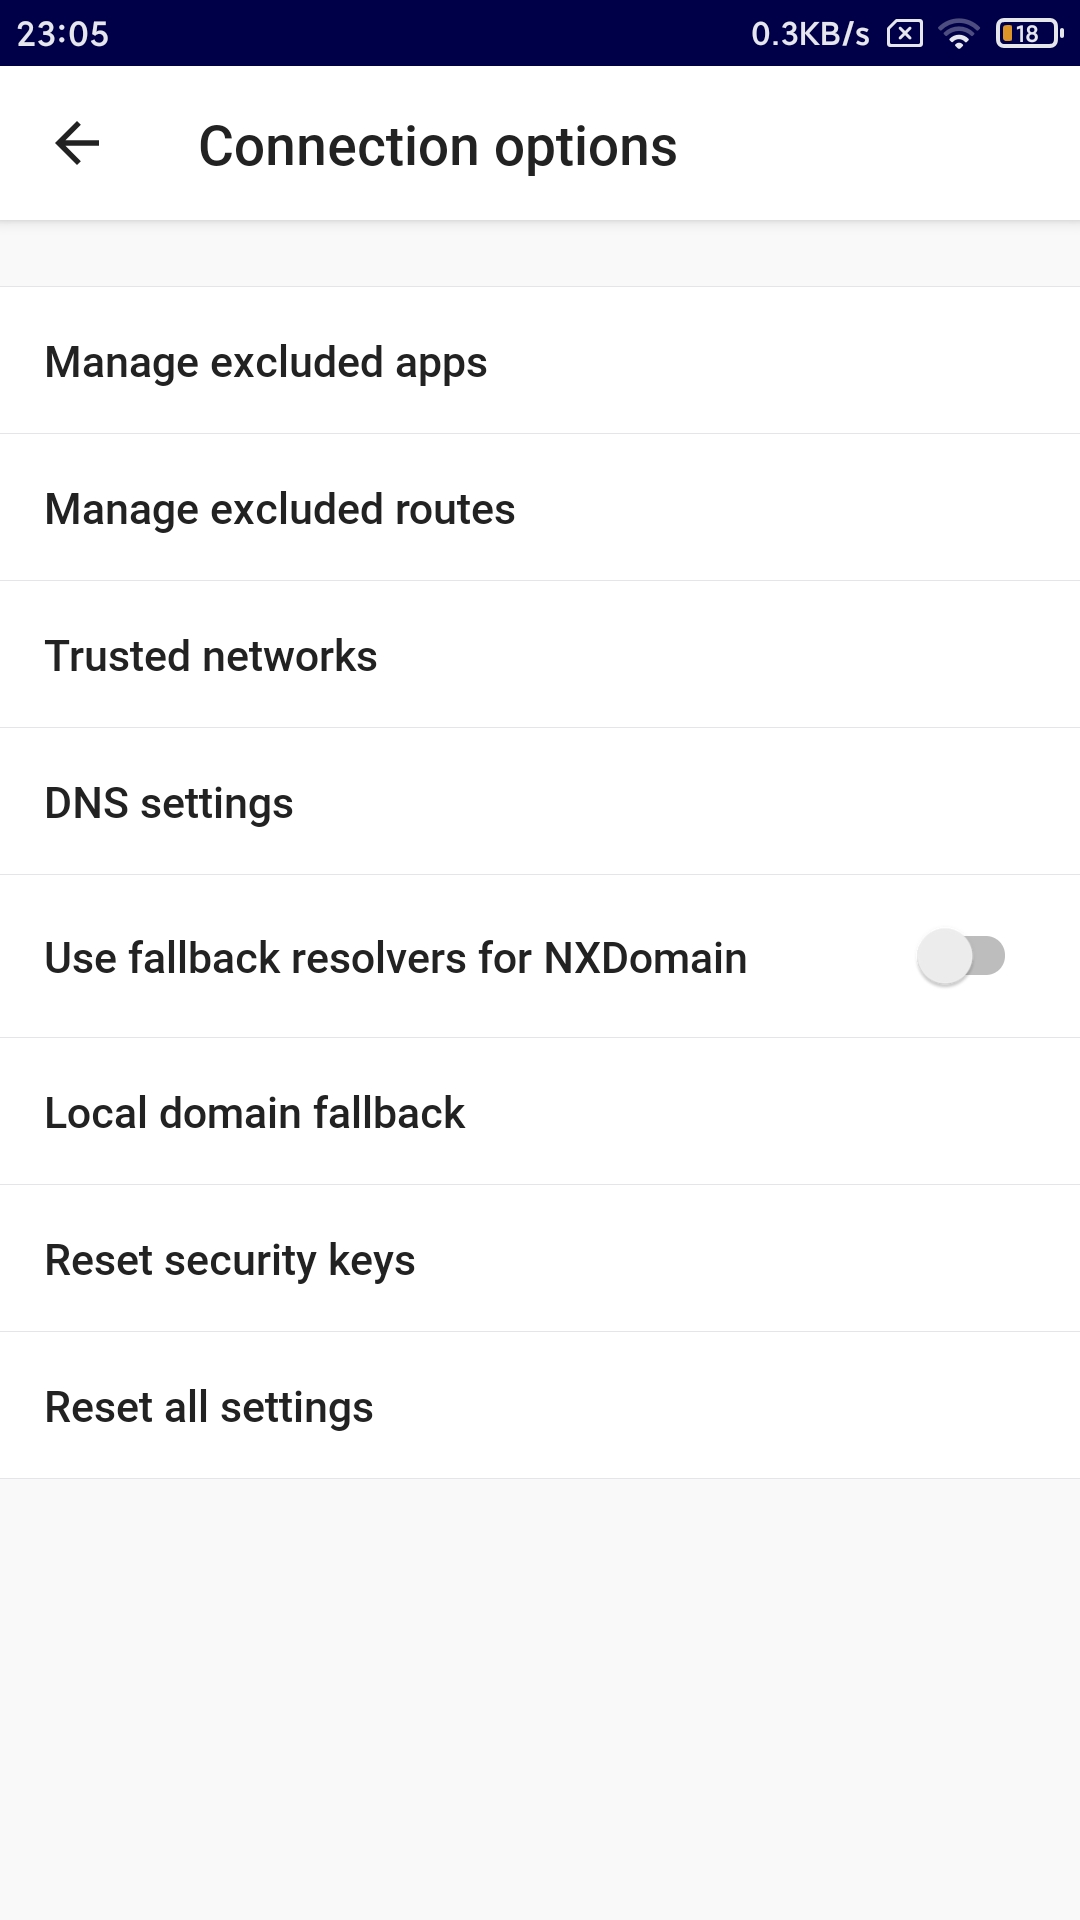 23:05 0.3KB/s 18
Connection options
Manage excluded apps
Manage excluded routes
Trusted networks
DNS settings
Use fallback resolvers for NXDomain
Local domain fallback
Reset security keys
Reset all settings